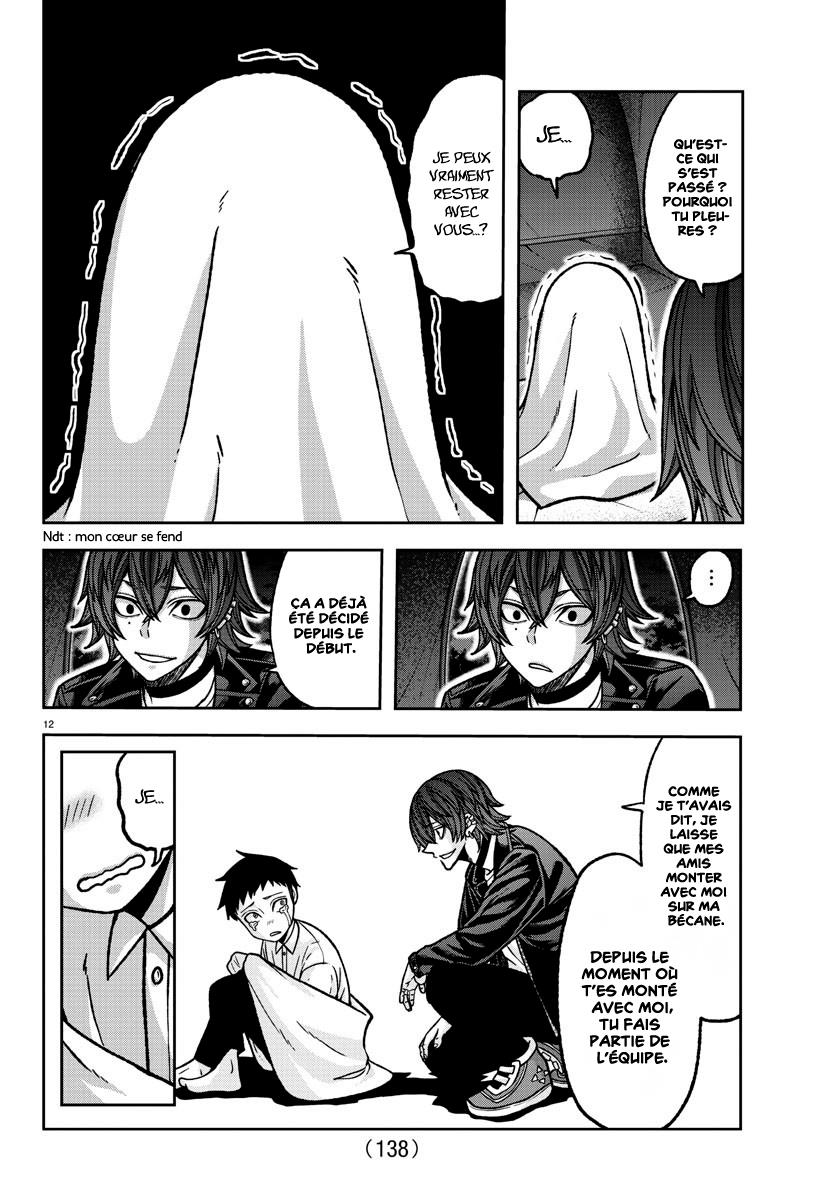 QU'EST-
CE QUI
S'EST
PASSÉ ?
POURQUOI
TU PLEU-
RES ?
JE...
JE PEUX
VRAIMENT
RESTER
AVEC
VOUS...?
Ndt : mon cœur se fend
...
ÇA A DÉJÀ
ÉTÉ DÉCIDÉ
DEPUIS LE
DÉBUT.
12
COMME
JE T'AVAIS
DIT, JE
LAISSE
QUE MES
AMIS
MONTER
AVEC MOI
SUR MA
BÉCANE.
DEPUIS LE
MOMENT OÙ
T'ES MONTÉ
AVEC MOI,
TU FAIS
PARTIE DE
L'ÉQUIPE.
JE...
(138)